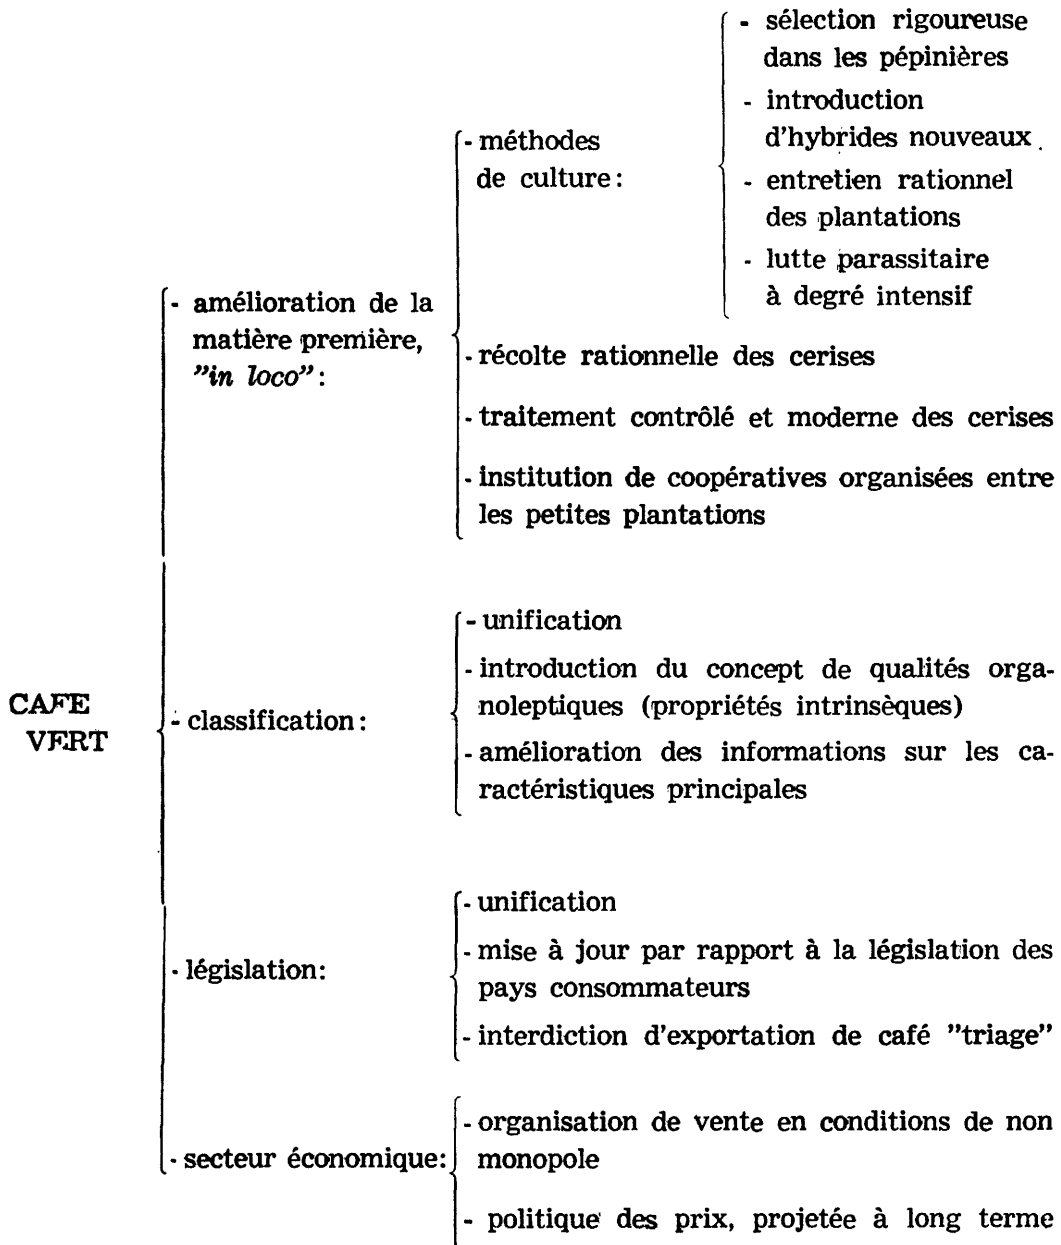 CAFE
VERT
- amélioration de la
matière première,
"in loco":
- méthodes
de culture:
- sélection rigoureuse
dans les pépinières
- introduction
d'hybrides nouveaux
- entretien rationnel
des plantations
- lutte parassitaire
à degré intensif
- récolte rationnelle des cerises
- traitement contrôlé et moderne des cerises
- institution de coopératives organisées entre
les petites plantations
- classification:
- unification
- introduction du concept de qualités orga-
noleptiques (propriétés intrinsèques)
- amélioration des informations sur les ca-
ractéristiques principales
- législation:
- unification
- mise à jour par rapport à la législation des
pays consommateurs
- interdiction d'exportation de café "triage"
- secteur économique:
- organisation de vente en conditions de non
monopole
- politique des prix, projetée à long terme